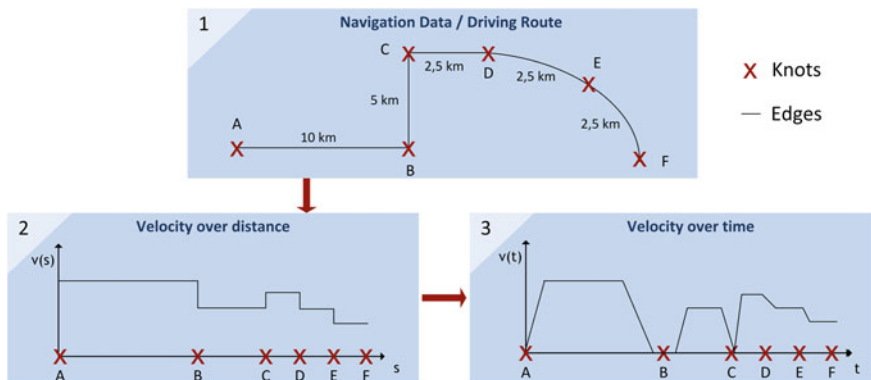 1
Navigation Data / Driving Route
C
2,5 km
D
2,5 km
E
5 km
2,5 km
A
10 km
B
F
Knots
Edges
2
Velocity over distance
v(s)
A
B
C
D
E
F
s
3
Velocity over time
v(t)
A
B
C
D
E
F
t